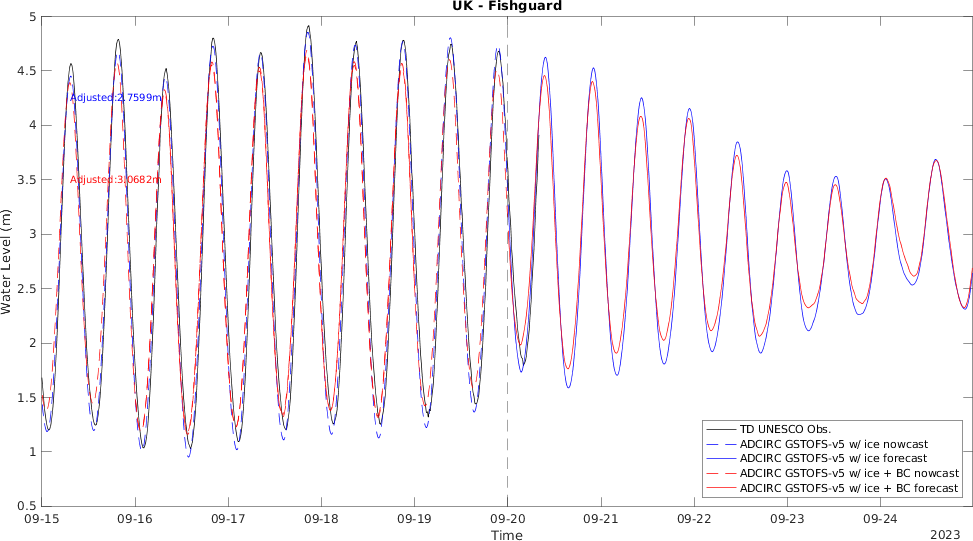 UK - Fishguard
5
4.5
4
3.5
3
2.5
2
1.5
1
0.5
Water Level (m)
Adjusted:2.7599m
Adjusted:3.0682m
TD UNESCO Obs.
ADCIRC GSTOFS-v5 w/ ice nowcast
ADCIRC GSTOFS-v5 w/ ice forecast
ADCIRC GSTOFS-v5 w/ ice + BC nowcast
ADCIRC GSTOFS-v5 w/ ice + BC forecast
09-15 09-16 09-17 09-18 09-19 09-20 09-21 09-22 09-23 09-24
Time
2023